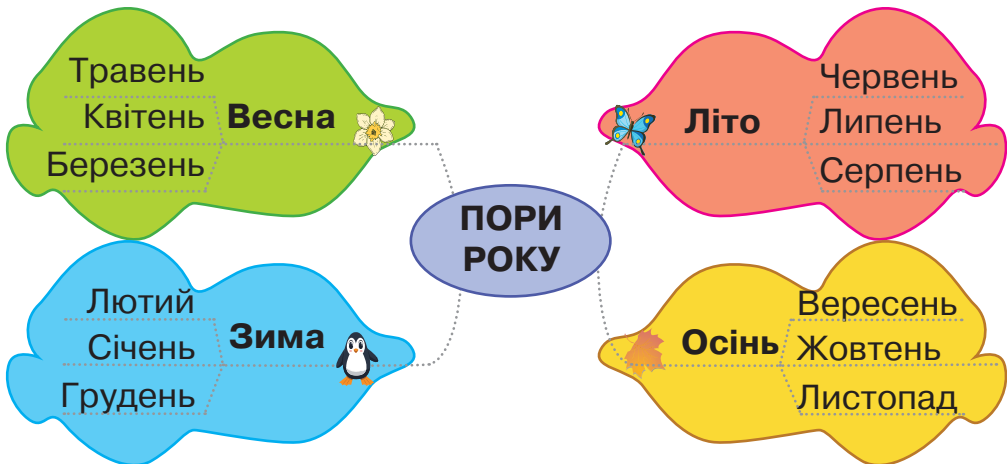 Травень
Квітень
Березень
Весна
Червень
Липень
Серпень
Літо
ПОРИ
РОКУ
Лютий
Січень
Грудень
Зима
Вересень
Жовтень
Листопад
Осінь